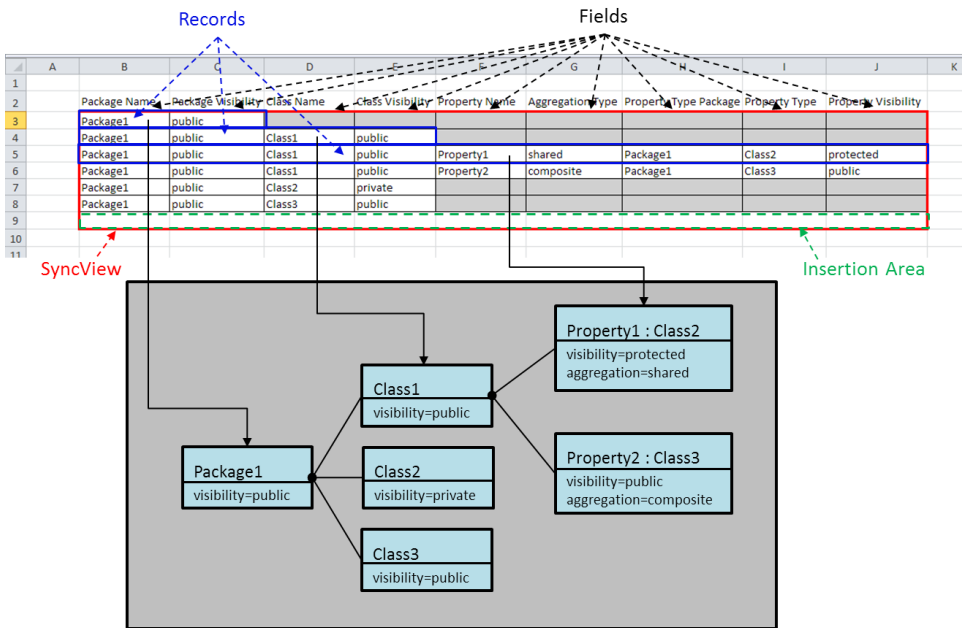 Records
Fields
A B C D E F G H I J K
1
2 Package Name Package Visibility Class Name Class Visibility Property Name Aggregation Type Property Type Package Property Type Property Visibility
3 Package1 public
4 Package1 public Class1 public
5 Package1 public Class1 public Property1 shared Package1 Class2 protected
6 Package1 public Class1 public Property2 composite Package1 Class3 public
7 Package1 public Class2 private
8 Package1 public Class3 public
9
10
11
SyncView
Insertion Area
Property1 : Class2
visibility=protected
aggregation=shared
Class1
visibility=public
Package1
visibility=public
Class2
visibility=private
Property2 : Class3
visibility=public
aggregation=composite
Class3
visibility=public